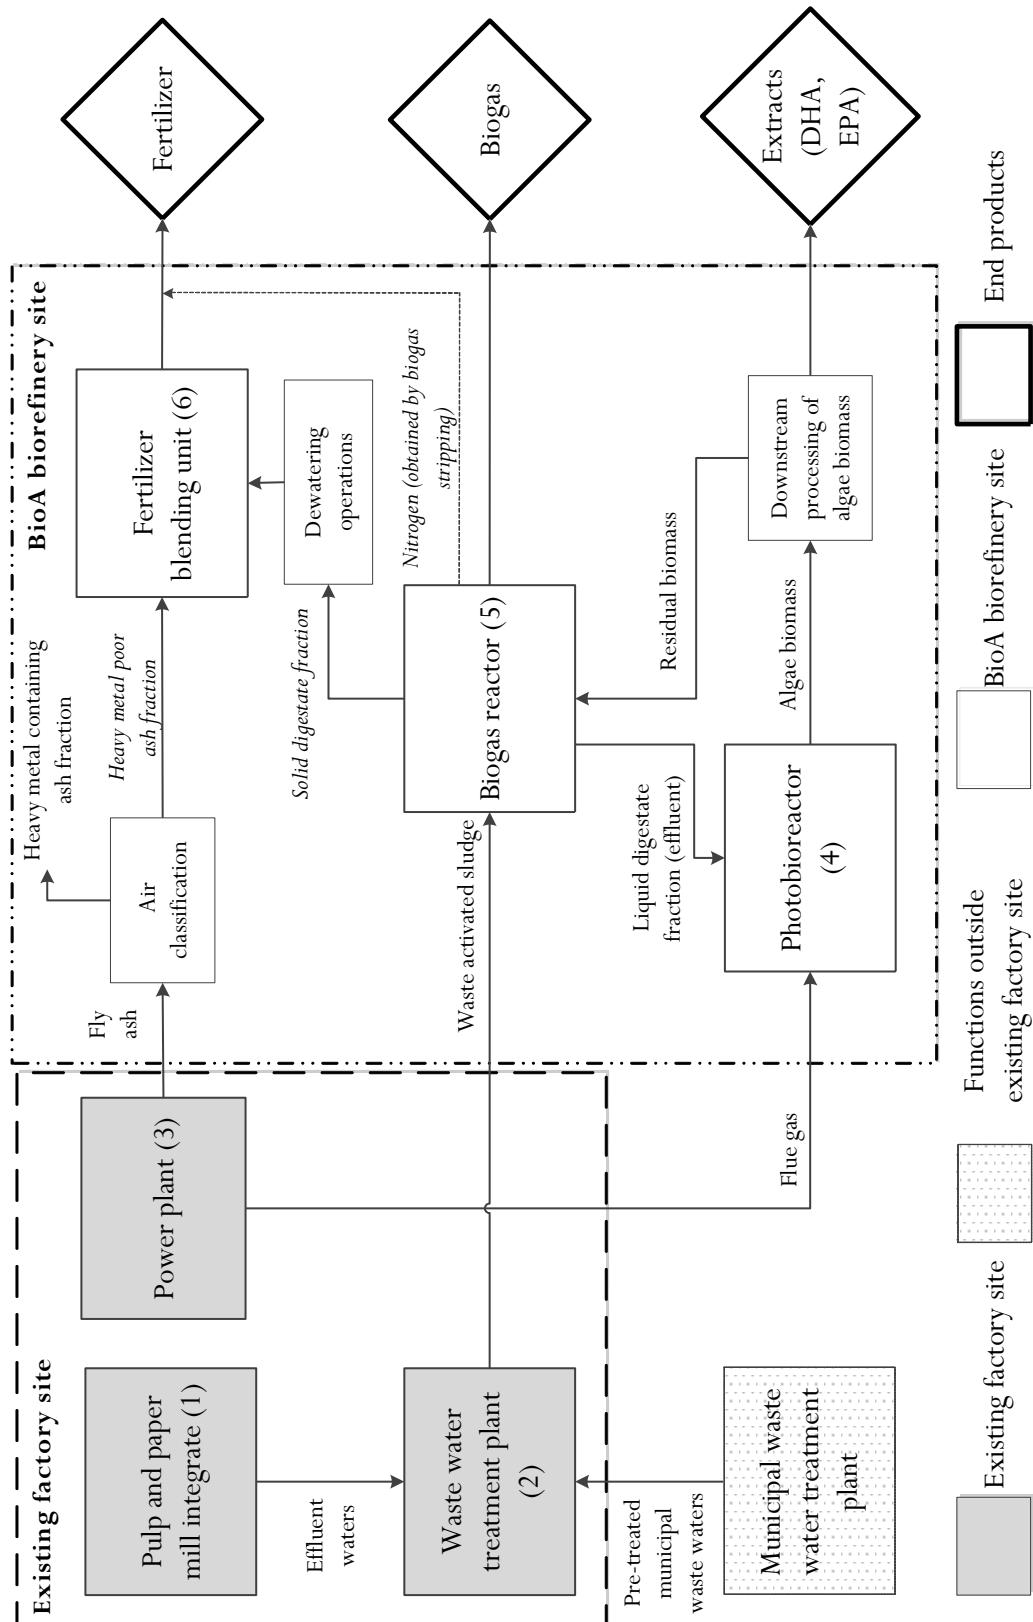 Existing factory site
Pulp and paper
mill integrate (1)
Effluent
waters
Waste water
treatment plant
(2)
Pre-treated
municipal
waste waters
Municipal waste
water treatment
plant
Power plant (3)
Flue gas
BioA biorefinery site
Fly
ash
Air
classification
Heavy metal containing
ash fraction
Heavy metal poor
ash fraction
Fertilizer
blending unit (6)
Dewatering
operations
Solid digestate fraction
Waste activated sludge
Biogas reactor (5)
Nitrogen (obtained by biogas
stripping)
Liquid digestate
fraction (effluent)
Residual biomass
Photobioreactor
(4)
Algae biomass
Downstream
processing of
algae biomass
Fertilizer
Biogas
Extracts
(DHA,
EPA)
Existing factory site
Functions outside
existing factory site
BioA biorefinery site
End products